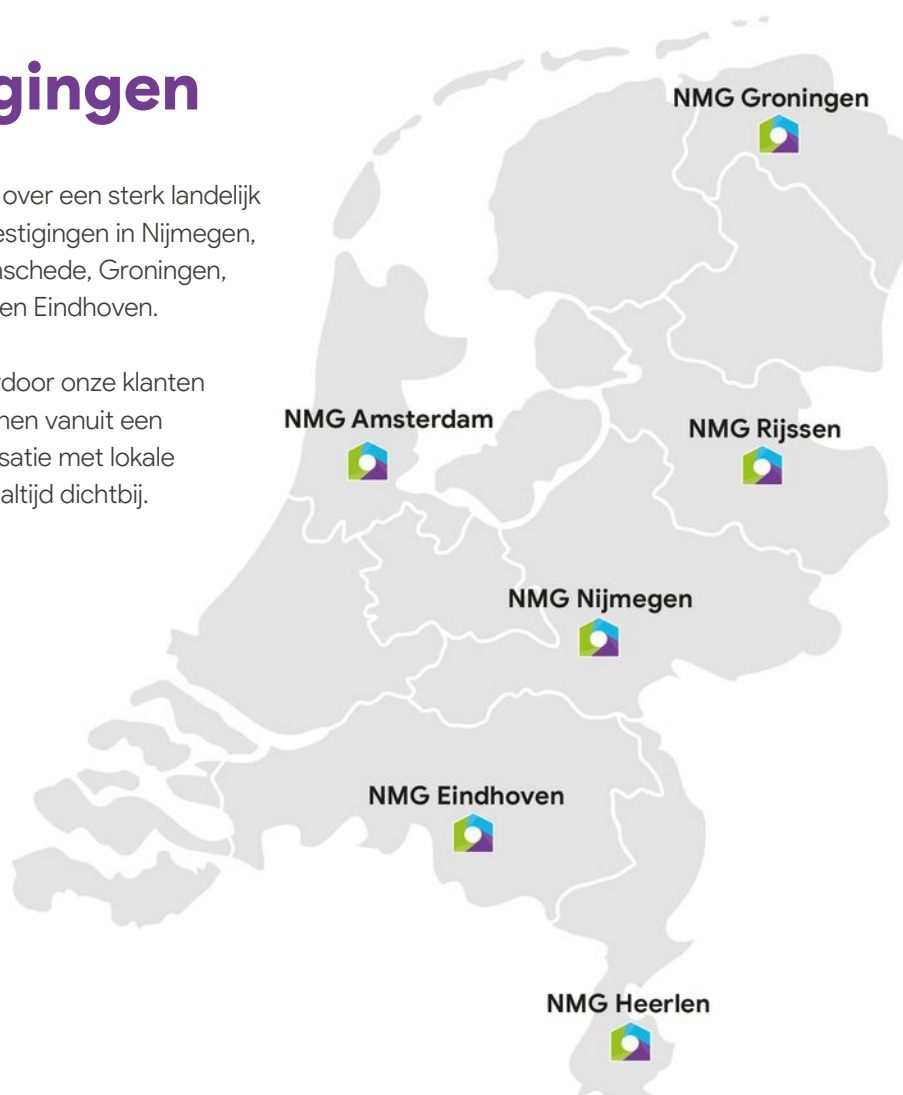 gingen
over een sterk landelijk
estigingen in Nijmegen,
nschede, Groningen,
en Eindhoven.
door onze klanten
men vanuit een
satie met lokale
altijd dichtbij.
NMG Groningen
NMG Amsterdam
NMG Rijssen
NMG Nijmegen
NMG Eindhoven
NMG Heerlen